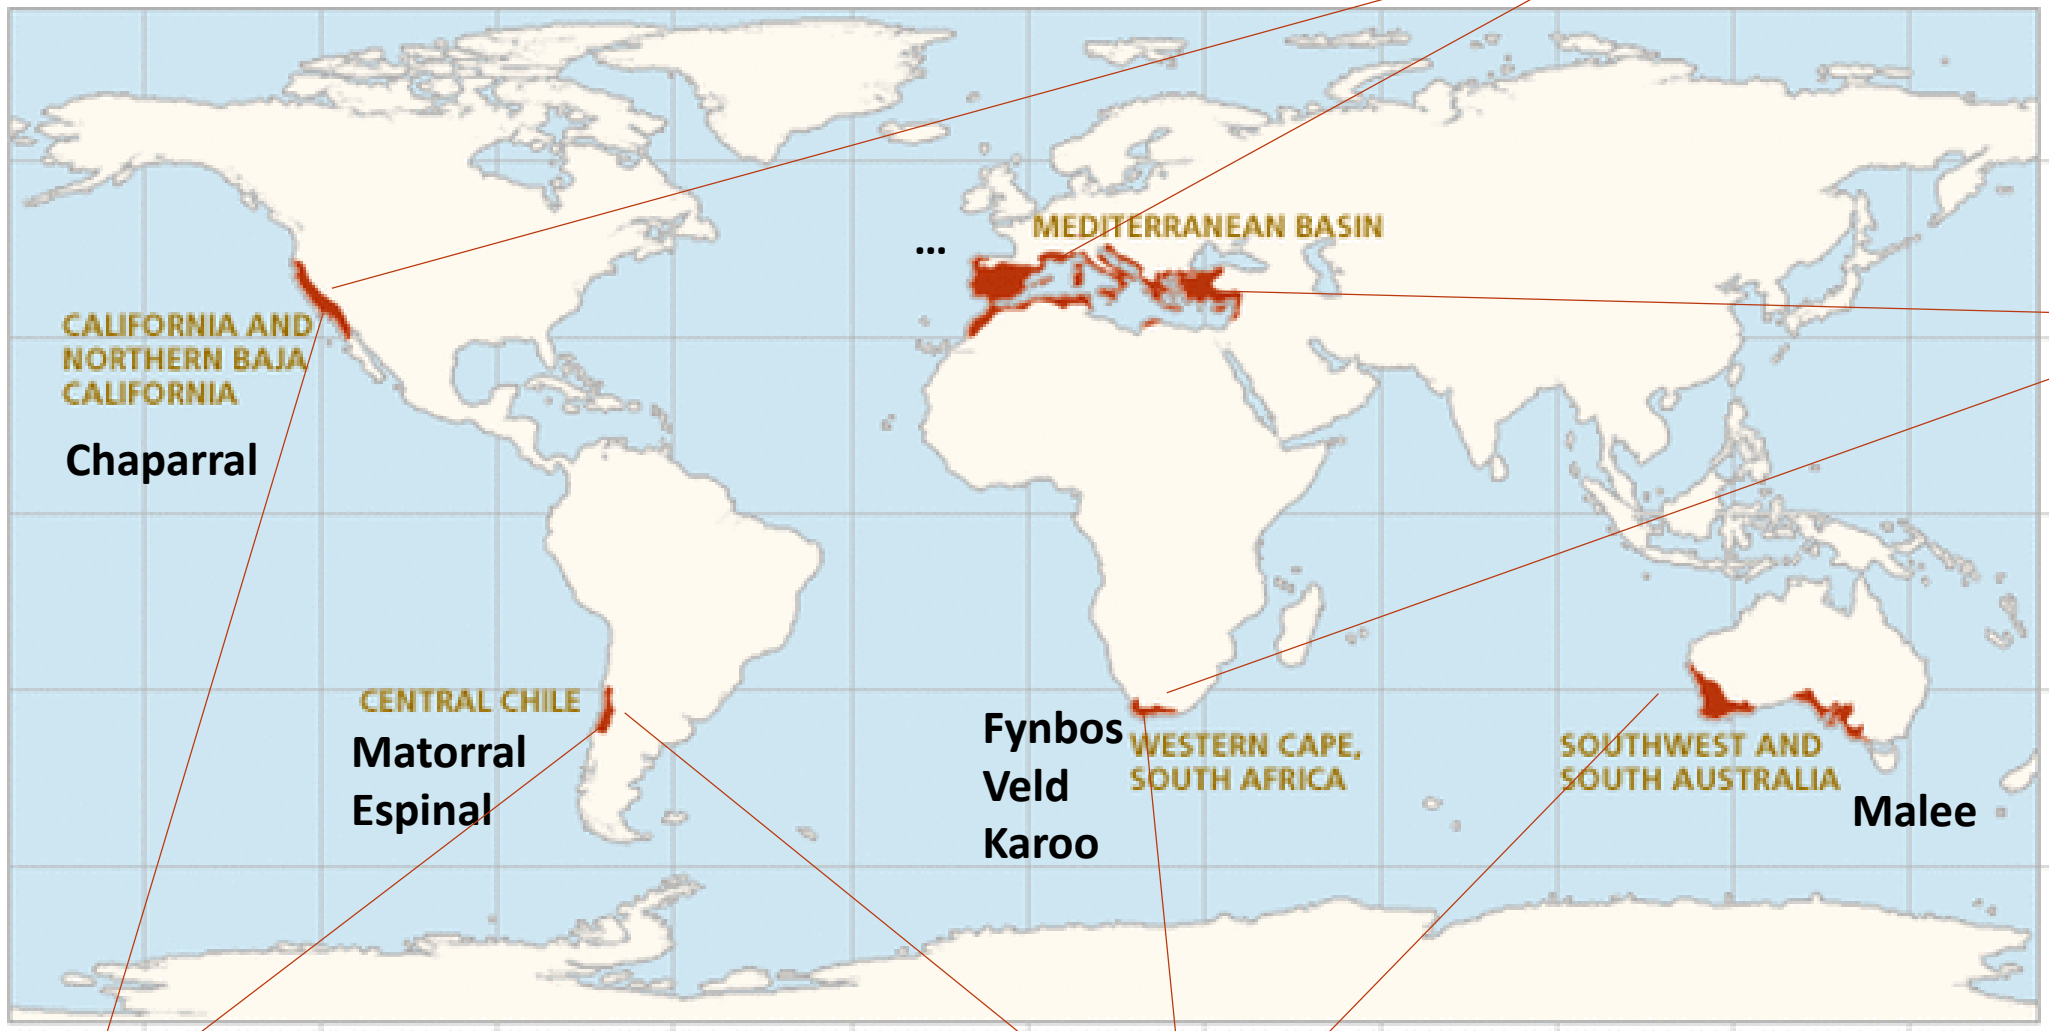 MEDITERRANEAN BASIN
...
CALIFORNIA AND
NORTHERN BAJA
CALIFORNIA
Chaparral
CENTRAL CHILE
Matorral
Espinal
Fynbos
Veld
Karoo
WESTERN CAPE,
SOUTH AFRICA
SOUTHWEST AND
SOUTH AUSTRALIA
Malee